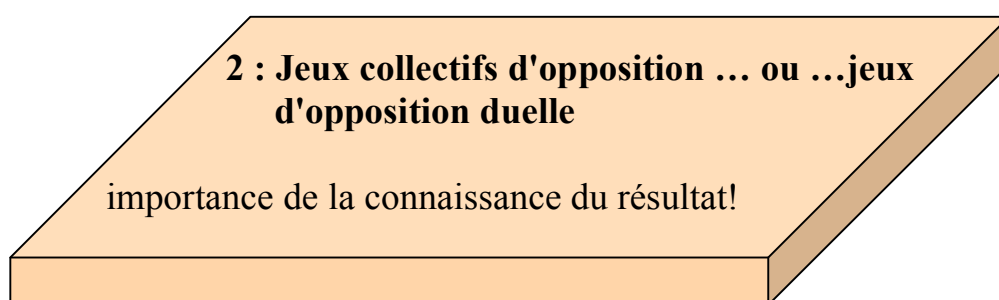 2 : Jeux collectifs d'opposition … ou …jeux
d'opposition duelle
importance de la connaissance du résultat!